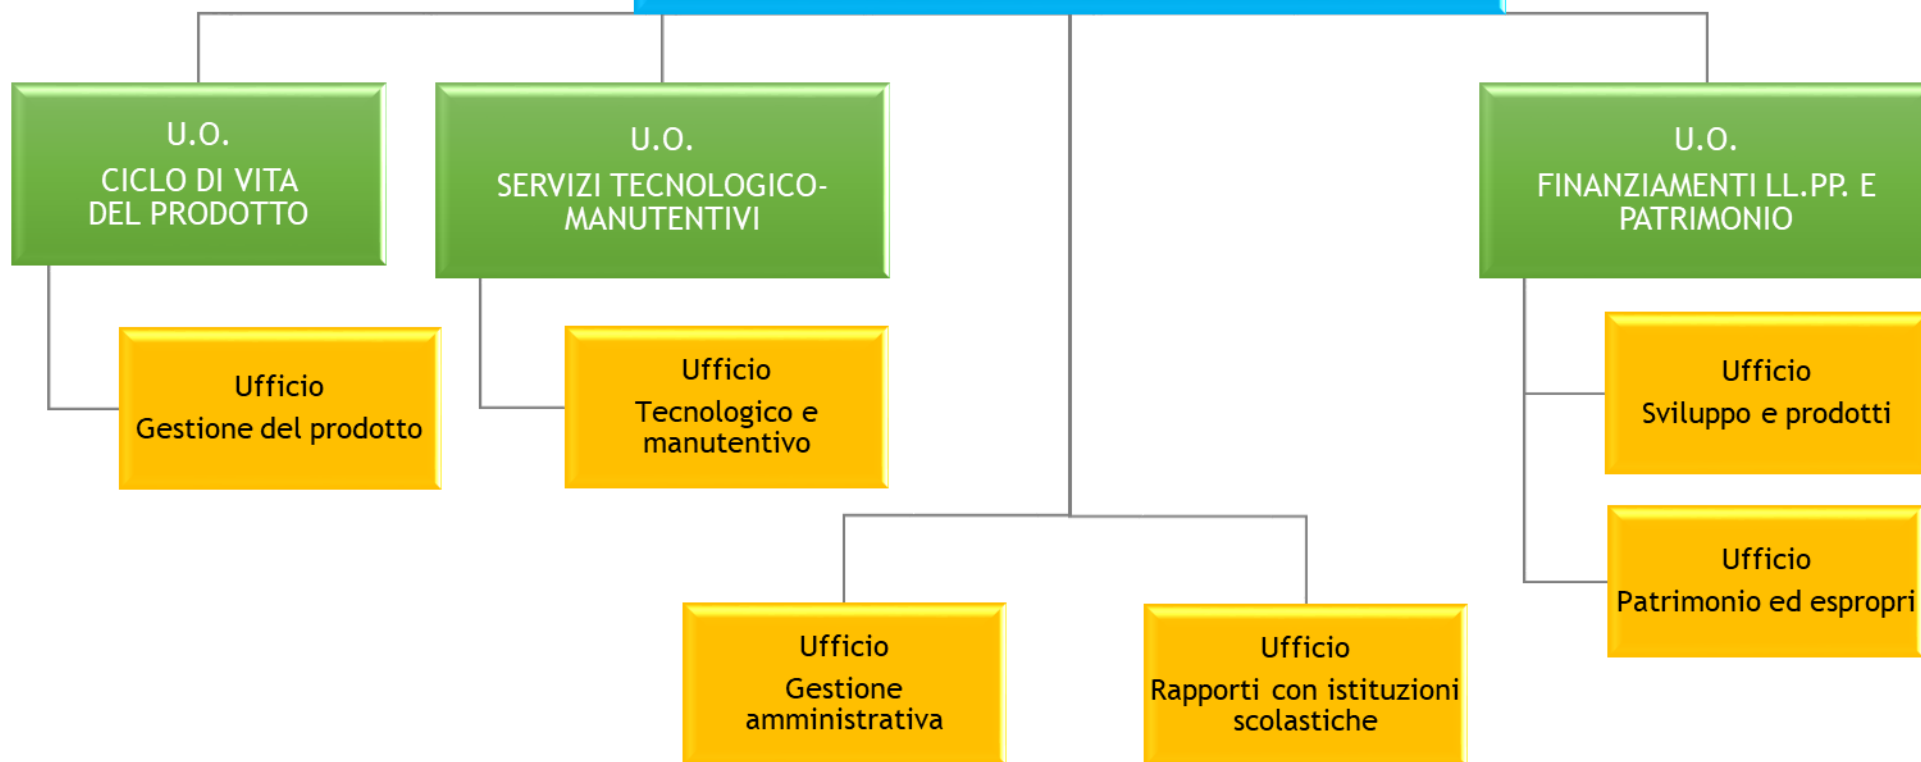 U.O.
CICLO DI VITA
DEL PRODOTTO
U.O.
SERVIZI TECNOLOGICO-
MANUTENTIVI
U.O.
FINANZIAMENTI LL.PP. E
PATRIMONIO
Ufficio
Gestione del prodotto
Ufficio
Tecnologico e
manutentivo
Ufficio
Sviluppo e prodotti
Ufficio
Patrimonio ed espropri
Ufficio
Gestione
amministrativa
Ufficio
Rapporti con istituzioni
scolastiche